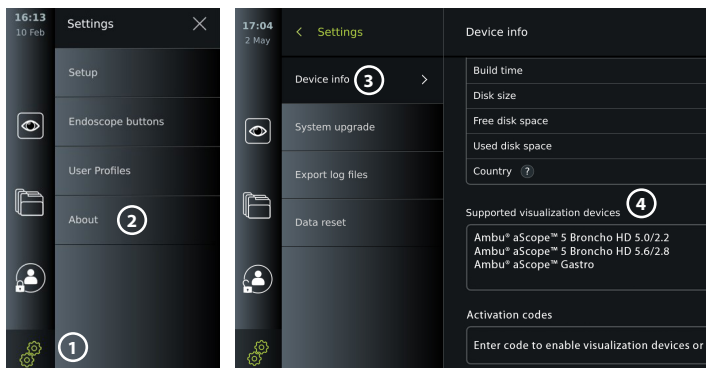 16:13
10 Feb
Settings
Setup
Endoscope buttons
User Profiles
About
2
1
17:04
2 May
Settings
Device info
3
System upgrade
Export log files
Data reset
Device info
Build time
Disk size
Free disk space
Used disk space
Country ?
Supported visualization devices
4
Ambu® aScope™ 5 Broncho HD 5.0/2.2
Ambu® aScope™ 5 Broncho HD 5.6/2.8
Ambu® aScope™ Gastro
Activation codes
Enter code to enable visualization devices or